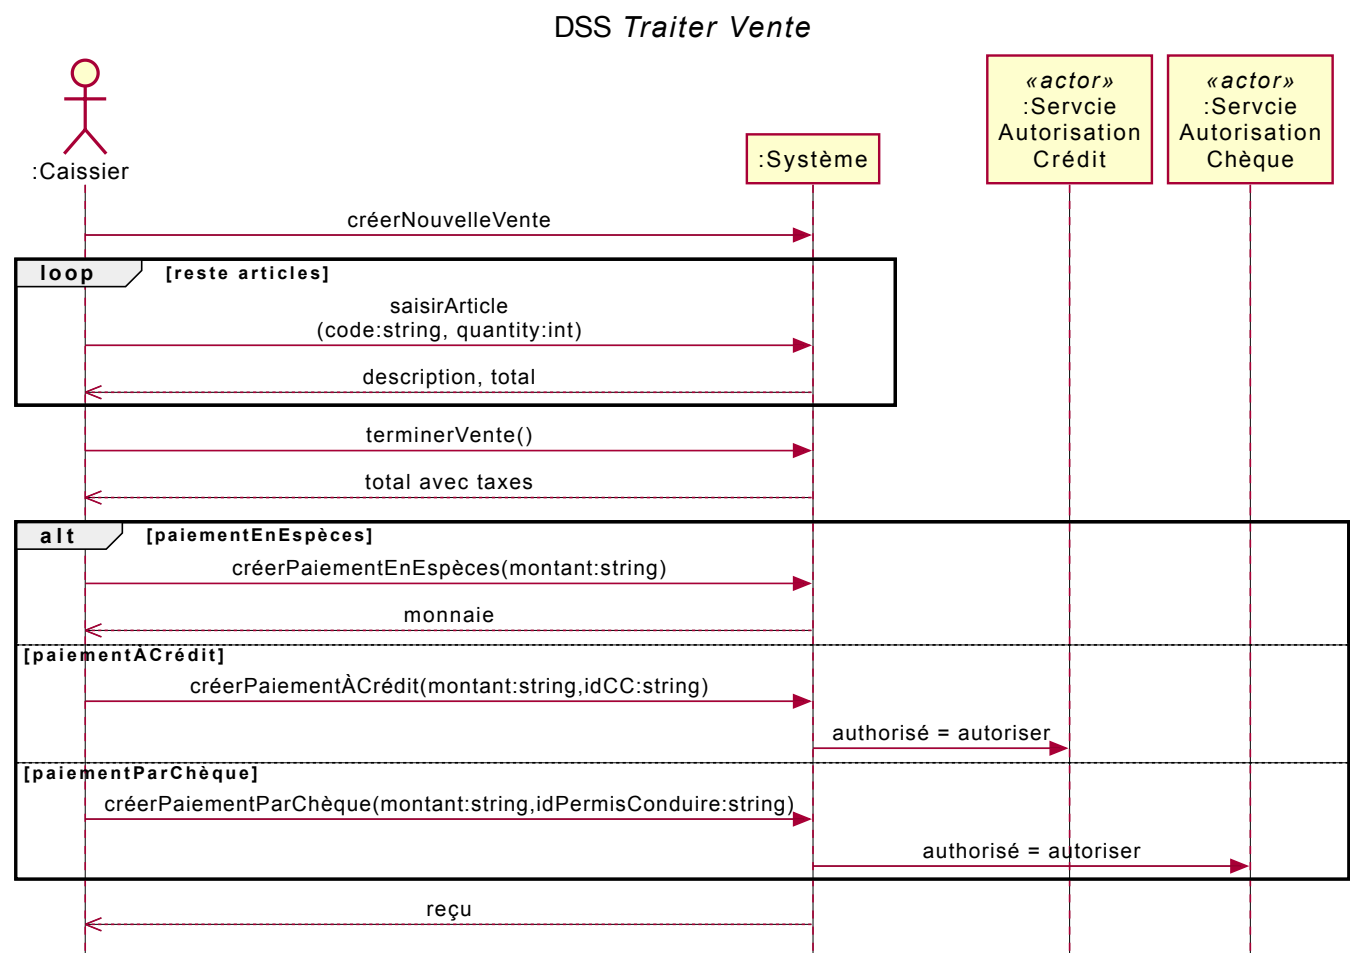 DSS Traiter Vente
:Caissier
:Système
«actor»
:Servcie
Autorisation
Crédit
«actor»
:Servcie
Autorisation
Chèque
créerNouvelleVente
loop [reste articles]
saisirArticle
(code:string, quantity:int)
description, total
terminerVente()
total avec taxes
alt [paiementEnEspèces]
créerPaiementEnEspèces(montant:string)
monnaie
[paiementÀCrédit]
créerPaiementÀCrédit(montant:string,idCC:string)
authorisé = autoriser
[paiementParChèque]
créerPaiementParChèque(montant:string,idPermisConduire:string)
authorisé = autoriser
reçu